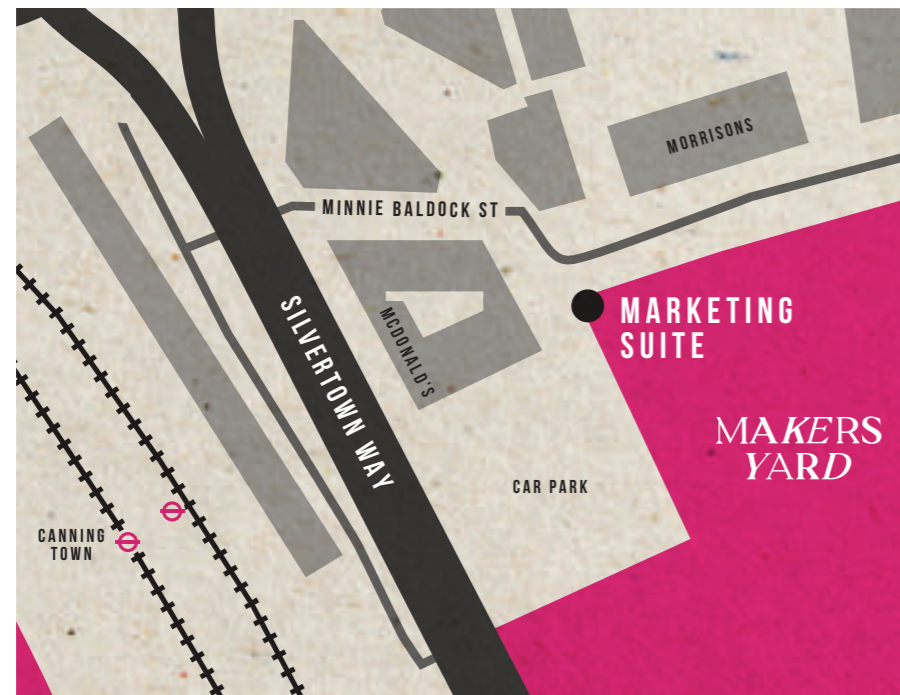 MORRISONS
MINNIE BALDOCK ST
SILVERTOWN WAY
MCDONALD'S
MARKETING
SUITE
MAKERS
YARD
CAR PARK
CANNING
TOWN